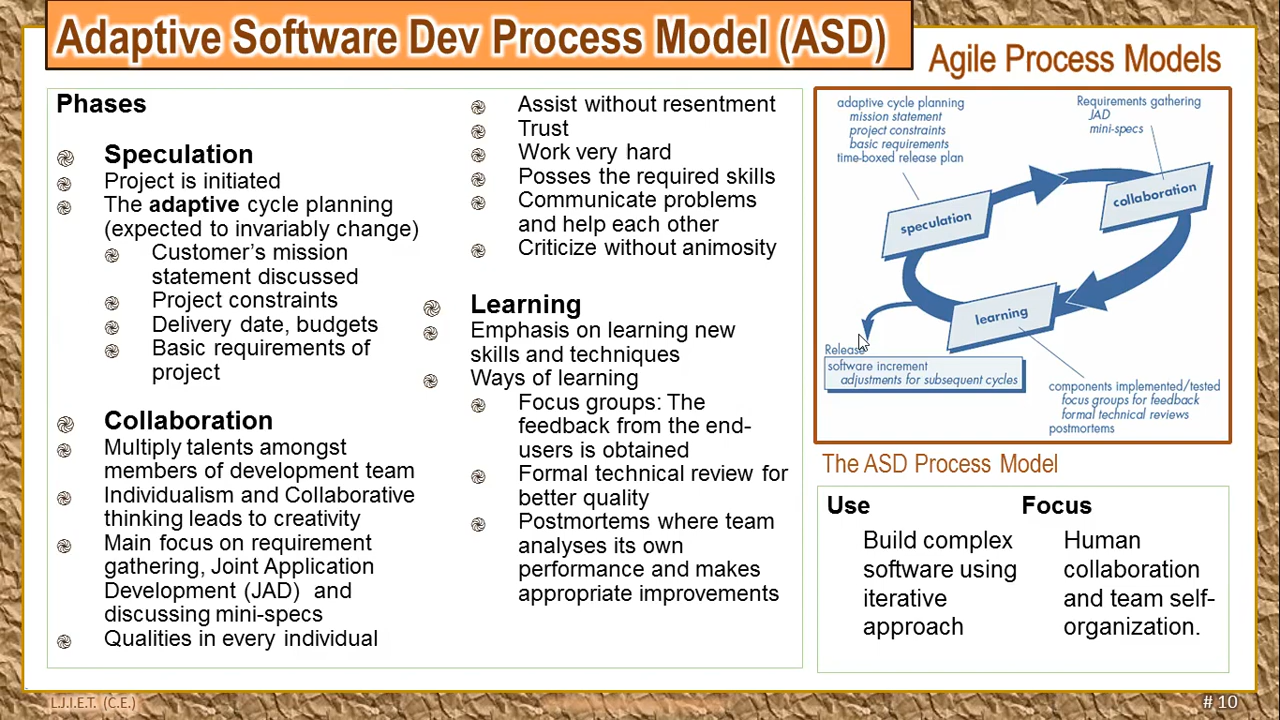 Adaptive Software Dev Process Model (ASD)
Agile Process Models
Phases
Speculation
Project is initiated
The adaptive cycle planning
(expected to invariably change)
Customer's mission
statement discussed
Project constraints
Delivery date, budgets
Basic requirements of
project
Collaboration
Multiply talents amongst
members of development team
Individualism and Collaborative
thinking leads to creativity
Main focus on requirement
gathering, Joint Application
Development (JAD) and
discussing mini-specs
Qualities in every individual
Assist without resentment
Trust
Work very hard
Posses the required skills
Communicate problems
and help each other
Criticize without animosity
Learning
Emphasis on learning new
skills and techniques
Ways of learning
Focus groups: The
feedback from the end-
users is obtained
Formal technical review for
better quality
Postmortems where team
analyses its own
performance and makes
appropriate improvements
adaptive cycle planning
mission statement
project constraints
basic requirements
time-boxed release plan
Requirements gathering
JAD
mini-specs
speculation
collaboration
learning
Release
software increment
adjustments for subsequent cycles
components implemented/tested
focus groups for feedback
formal technical reviews
postmortems
The ASD Process Model
Use
Build complex
software using
iterative
approach
Focus
Human
collaboration
and team self-
organization.
L.J.I.E.T. (C.E.)
# 10